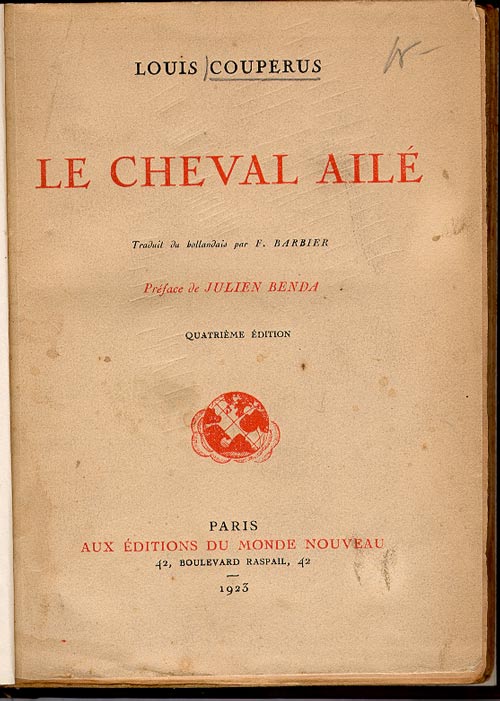 LOUIS COUPERUS
LE CHEVAL AILÉ
Traduit du hollandais par F. BARBIER
Préface de JULIEN BENDA
QUATRIÈME ÉDITION
PARIS
AUX ÉDITIONS DU MONDE NOUVEAU
42, BOULEVARD RASPAIL, 42
1923